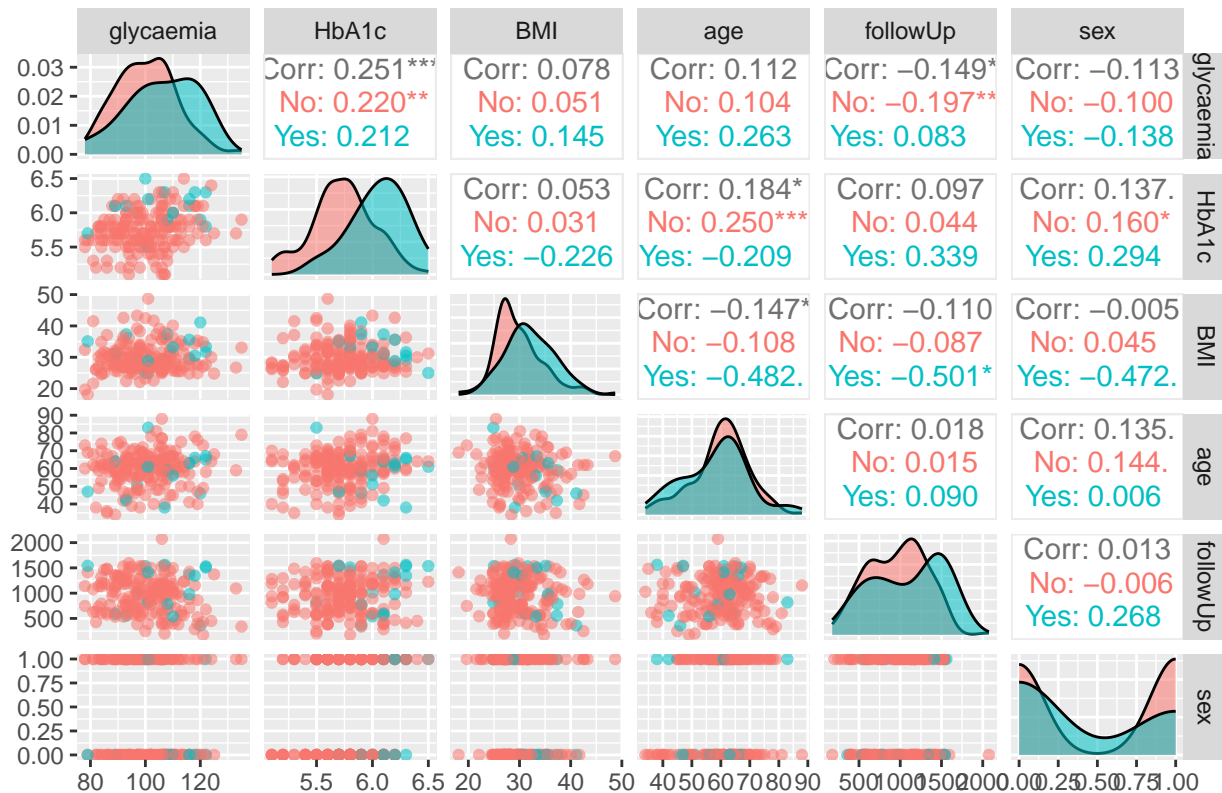 glycaemia HbA1c BMI age followUp sex
0.03
0.02
0.01
0.00
Corr: 0.251***
No: 0.220**
Yes: 0.212
Corr: 0.078
No: 0.051
Yes: 0.145
Corr: 0.112
No: 0.104
Yes: 0.263
Corr: −0.149*
No: −0.197**
Yes: 0.083
Corr: −0.113
No: −0.100
Yes: −0.138
glycaemia
6.5
6.0
5.5
Corr: 0.053
No: 0.031
Yes: −0.226
Corr: 0.184*
No: 0.250***
Yes: −0.209
Corr: 0.097
No: 0.044
Yes: 0.339
Corr: 0.137.
No: 0.160*
Yes: 0.294
HbA1c
50
40
30
20
Corr: −0.147*
No: −0.108
Yes: −0.482.
Corr: −0.110
No: −0.087
Yes: −0.501*
Corr: −0.005
No: 0.045
Yes: −0.472.
BMI
90
80
70
60
50
40
Corr: 0.018
No: 0.015
Yes: 0.090
Corr: 0.135.
No: 0.144.
Yes: 0.006
age
2000
1500
1000
500
Corr: 0.013
No: −0.006
Yes: 0.268
followUp
1.00
0.75
0.50
0.25
0.00
sex
80 100 120
5.5 6.0 6.5
20 30 40 50
40 50 60 70 80 90
500 1000 1500 2000
0.00 0.25 0.50 0.75 1.00